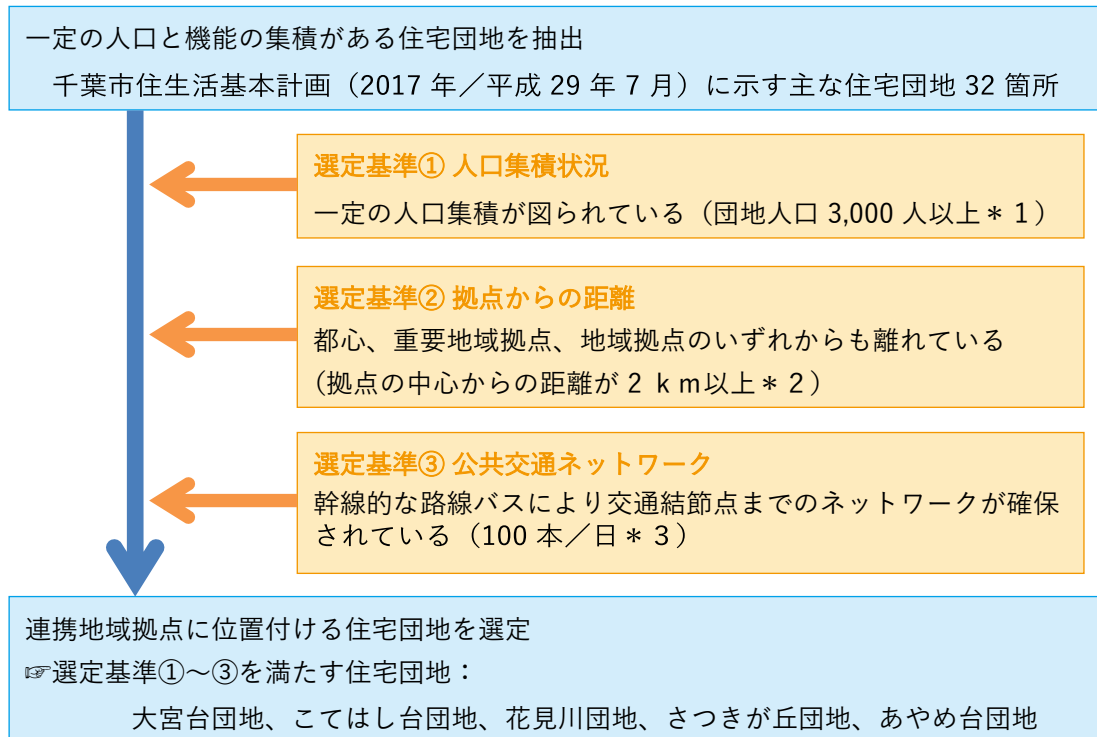 一定の人口と機能の集積がある住宅団地を抽出
千葉市住生活基本計画（2017 年／平成 29 年 7 月）に示す主な住宅団地 32 箇所
選定基準① 人口集積状況
一定の人口集積が図られている（団地人口 3,000 人以上＊１）
選定基準② 拠点からの距離
都心、重要地域拠点、地域拠点のいずれからも離れている
(拠点の中心からの距離が２ｋｍ以上＊２）
選定基準③ 公共交通ネットワーク
幹線的な路線バスにより交通結節点までのネットワークが確保
されている（100 本／日＊３）
連携地域拠点に位置付ける住宅団地を選定
☞選定基準①～③を満たす住宅団地：
大宮台団地、こてはし台団地、花見川団地、さつきが丘団地、あやめ台団地